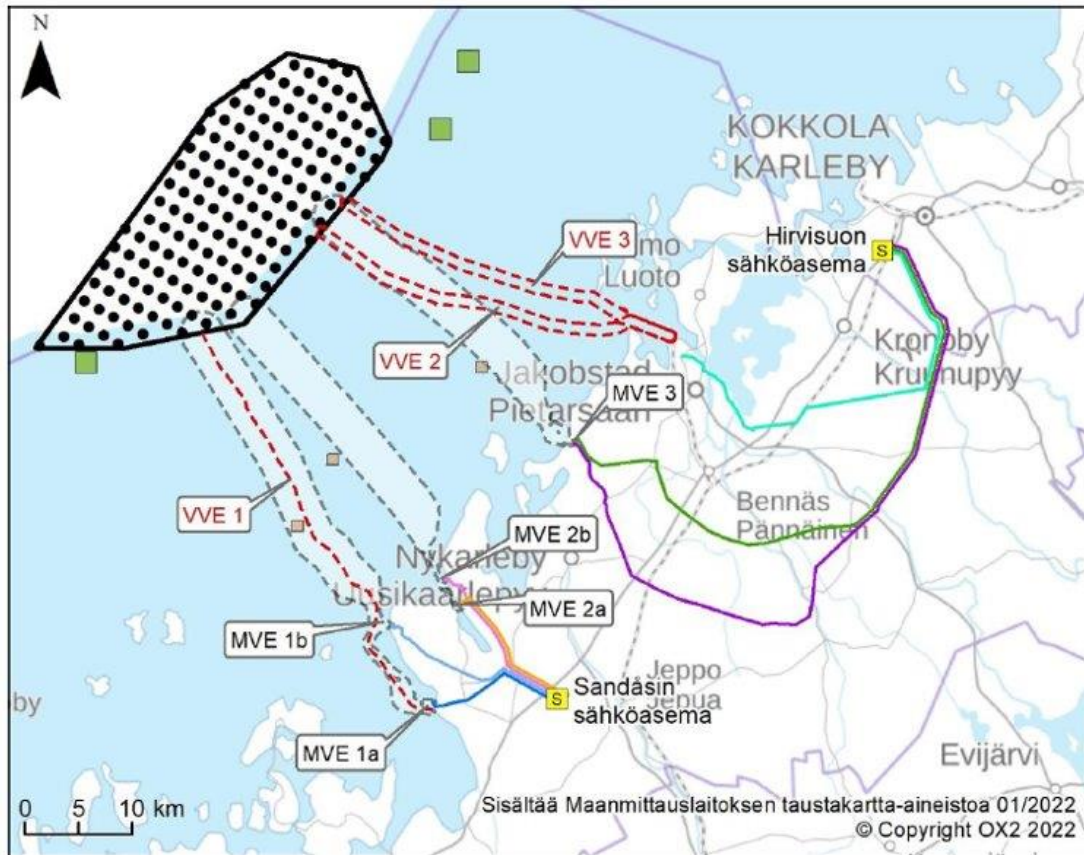 N
KOKKOLA
KARLEBY
Hirvisuon
sähköasema
S
VVE 3
Luoto
Kronoby
Kruunupyy
VVE 2
Jakobstad
Pietarsaari
MVE 3
Bennäs
Pännäinen
VVE 1
MVE 2b
Nykarleby
Uusikaarlepyy
MVE 2a
MVE 1b
Jeppo
Jepua
S
Sandåsin
sähköasema
MVE 1a
Evijärvi
0 5 10 km
Sisältää Maanmittauslaitoksen taustakartta-aineistoa 01/2022
© Copyright OX2 2022